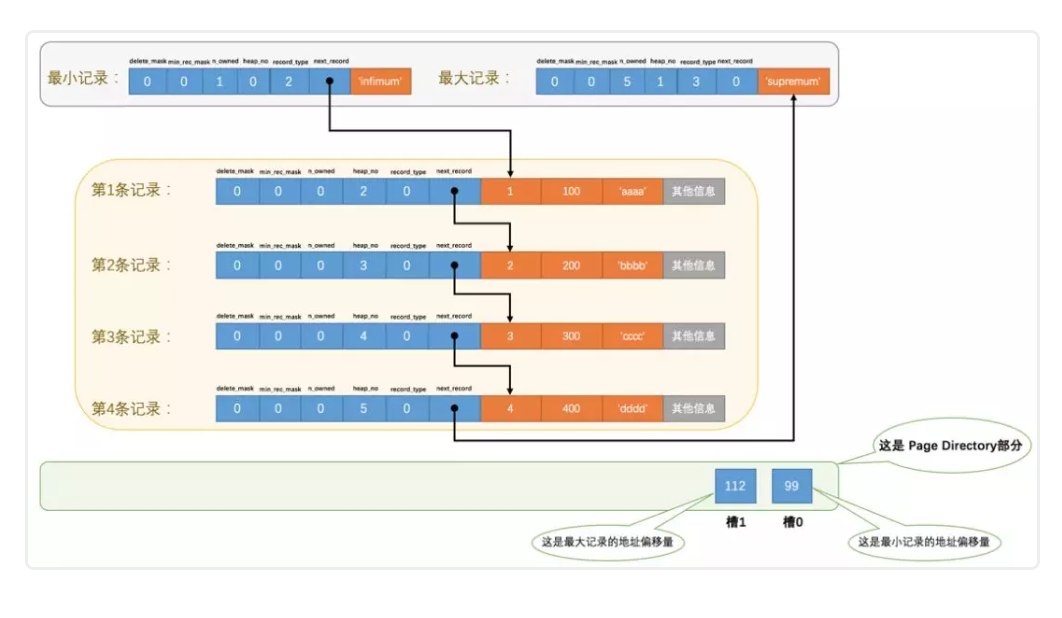 delete_mask min_rec_mask n_owned heap_no record_type next_record
最小记录： 0 0 1 0 2 'infimum'
delete_mask min_rec_mask n_owned heap_no record_type next_record
最大记录： 0 0 5 1 3 0 'supremum'
delete_mask min_rec_mask n_owned heap_no record_type next_record
第1条记录： 0 0 0 2 0 1 100 'aaaa' 其他信息
delete_mask min_rec_mask n_owned heap_no record_type next_record
第2条记录： 0 0 0 3 0 2 200 'bbbb' 其他信息
delete_mask min_rec_mask n_owned heap_no record_type next_record
第3条记录： 0 0 0 4 0 3 300 'cccc' 其他信息
delete_mask min_rec_mask n_owned heap_no record_type next_record
第4条记录： 0 0 0 5 0 4 400 'dddd' 其他信息
这是 Page Directory部分
112 99
槽1 槽0
这是最大记录的地址偏移量
这是最小记录的地址偏移量